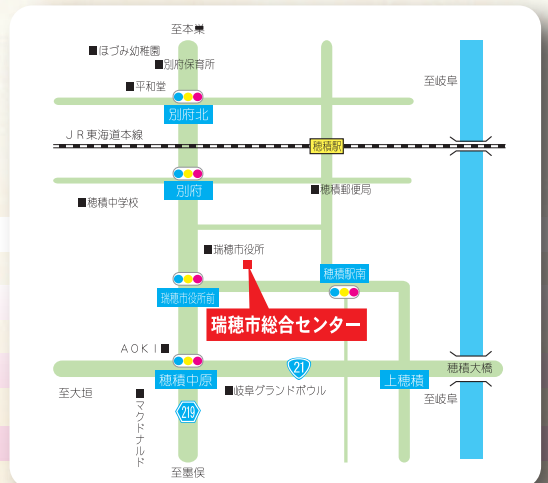 至本巣
■ほづみ幼稚園
■別府保育所
■平和堂
至岐阜
別府北
JR東海道本線
穂積駅
別府
■穂積郵便局
■穂積中学校
■瑞穂市役所
穂積駅南
瑞穂市役所前
瑞穂市総合センター
AOKI■
21
穂積大橋
穂積中原
上穂積
至大垣
■岐阜グランドボウル
至岐阜
■マクドナルド
219
至墨俣